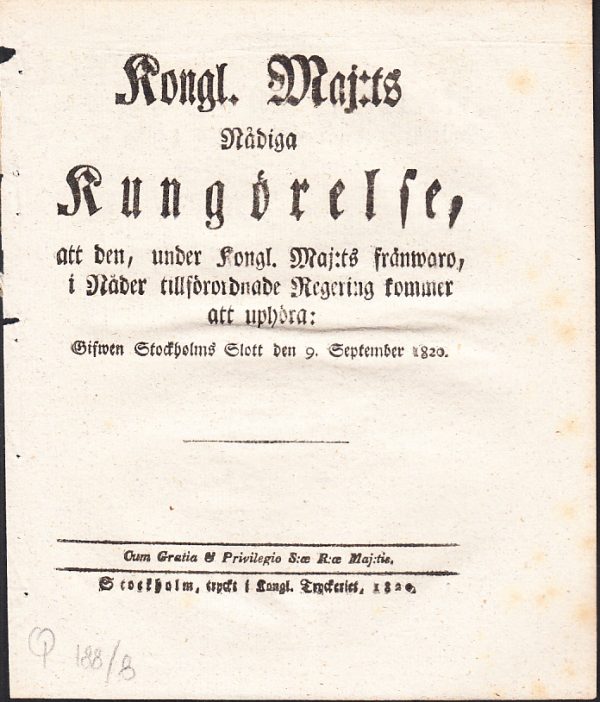 Kongl. Maj:ts
Nådiga
Kungörelse,
att den, under Kongl. Maj:ts frånwaro,
i Nåder tillförordnade Regering kommer
att uphöra:
Gifwen Stockholms Slott den 9. September 1820.
Cum Gratia & Privilegio S:æ R:æ Maj:tis.
Stockholm, tryckt i Kongl. Tryckeriet, 1820.
188/8